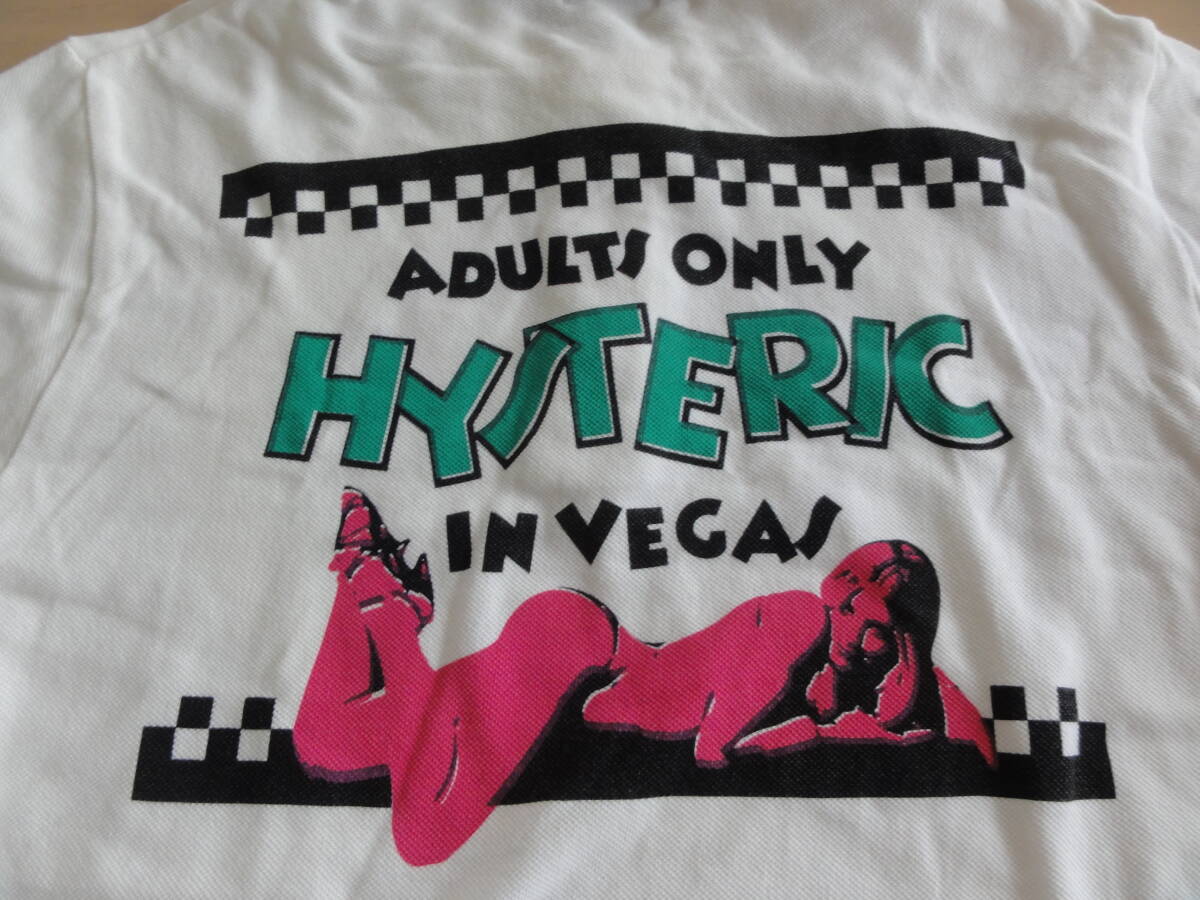 ADULTS ONLY
HYSTERIC
IN VEGAS